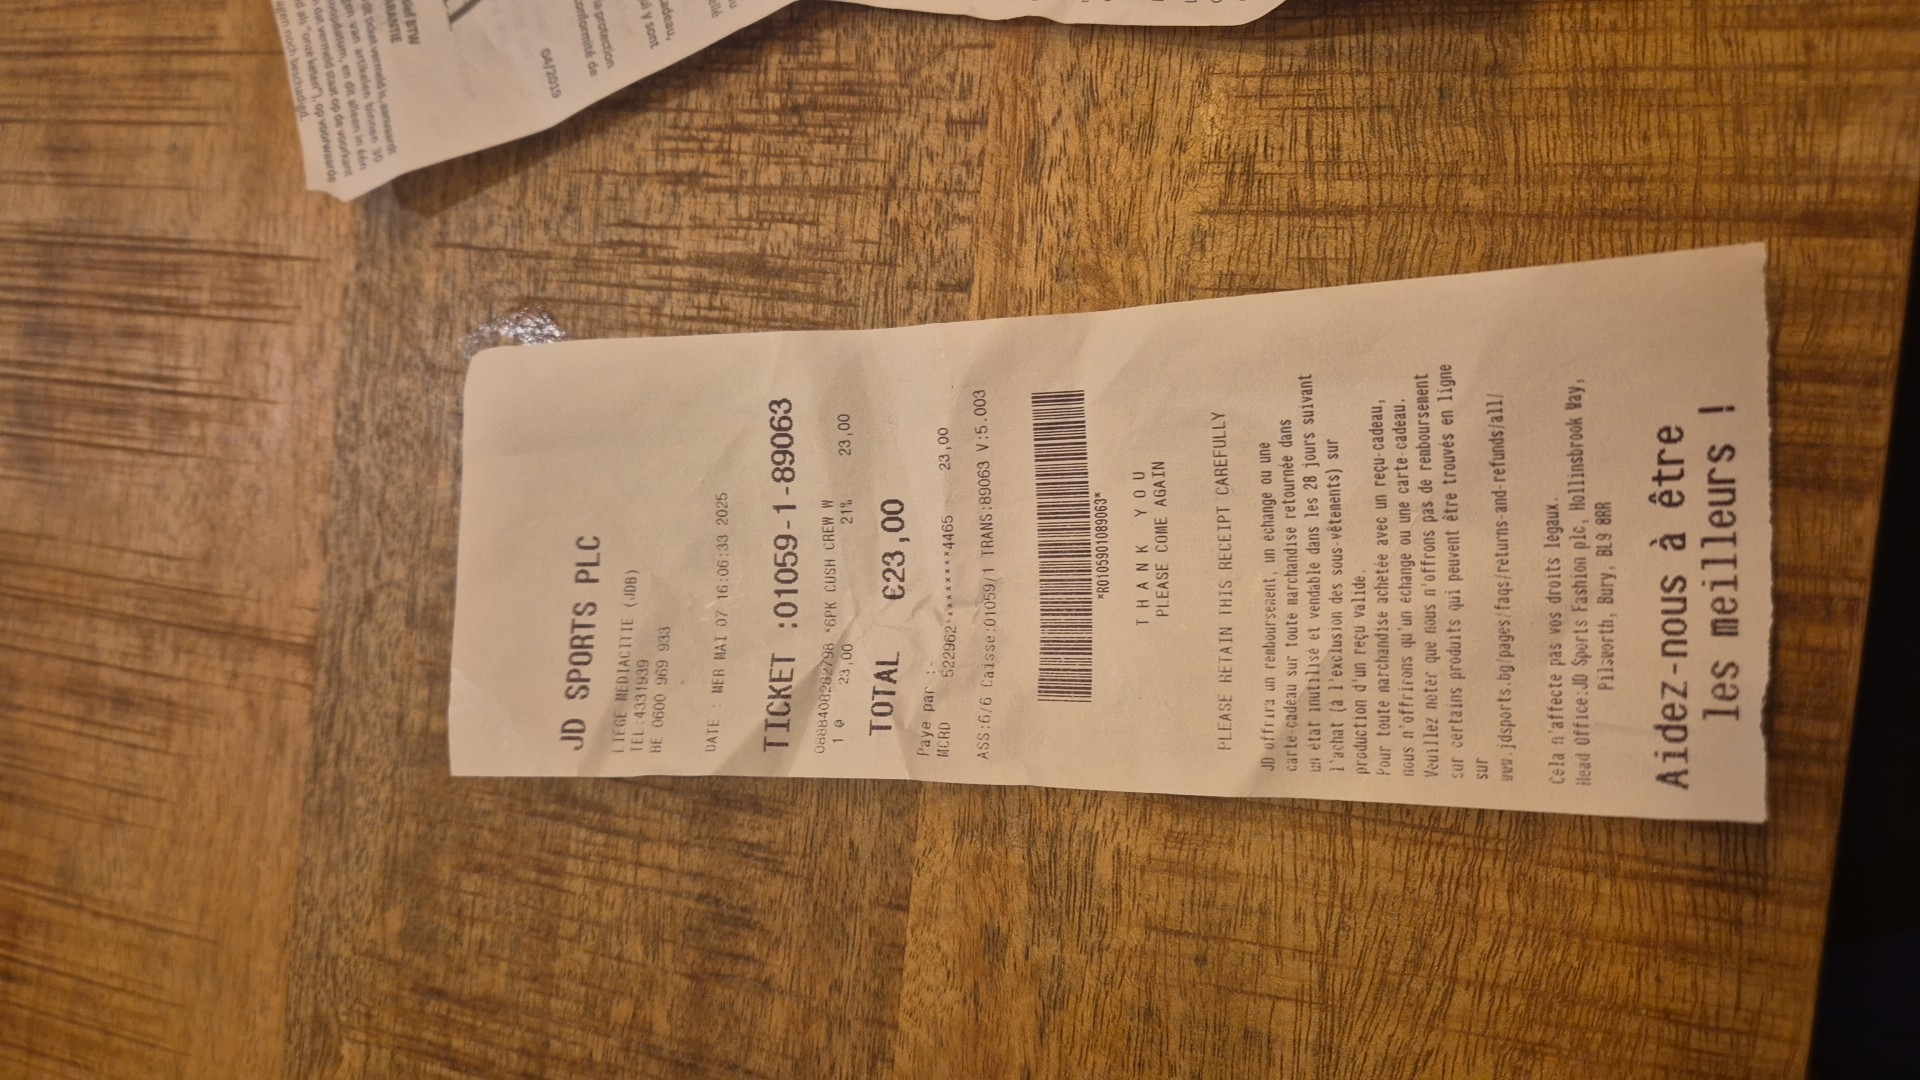 JD SPORTS PLC
LIEGE MEDIACITIE (JDB)
TEL:4231939
BE 0600 969 933
DATE : MER MAI 07 16:06:33 2025
TICKET :01059-1-89063
*6PK CUSH CREW W
1 @ 23,00 21% 23,00
TOTAL €23,00
Paye par :-
MCRD 522962*********4465 23,00
ASS:6/6 Caisse:01059/1 TRANS:89063 V:5.003
*R0105901089063*
T H A N K Y O U
PLEASE COME AGAIN
PLEASE RETAIN THIS RECEIPT CAREFULLY
JD offrira un remboursement, un échange ou une
carte-cadeau sur toute marchandise retournée dans
un état inutilisé et vendable dans les 28 jours suivant
l'achat (à l'exclusion des sous-vêtements) sur
production d'un reçu valide.
Pour toute marchandise achetée avec un reçu-cadeau,
nous n'offrirons qu'un échange ou une carte-cadeau.
Veuillez noter que nous n'offrons pas de remboursement
sur certains produits qui peuvent être trouvés en ligne
sur
www.jdsports.bg/pages/faqs/returns-and-refunds/all/
Cela n'affecte pas vos droits légaux.
Head Office:JD Sports Fashion plc, Hollinsbrook Way,
Pilsworth, Bury, BL9 8RR
Aidez-nous à être
les meilleurs !